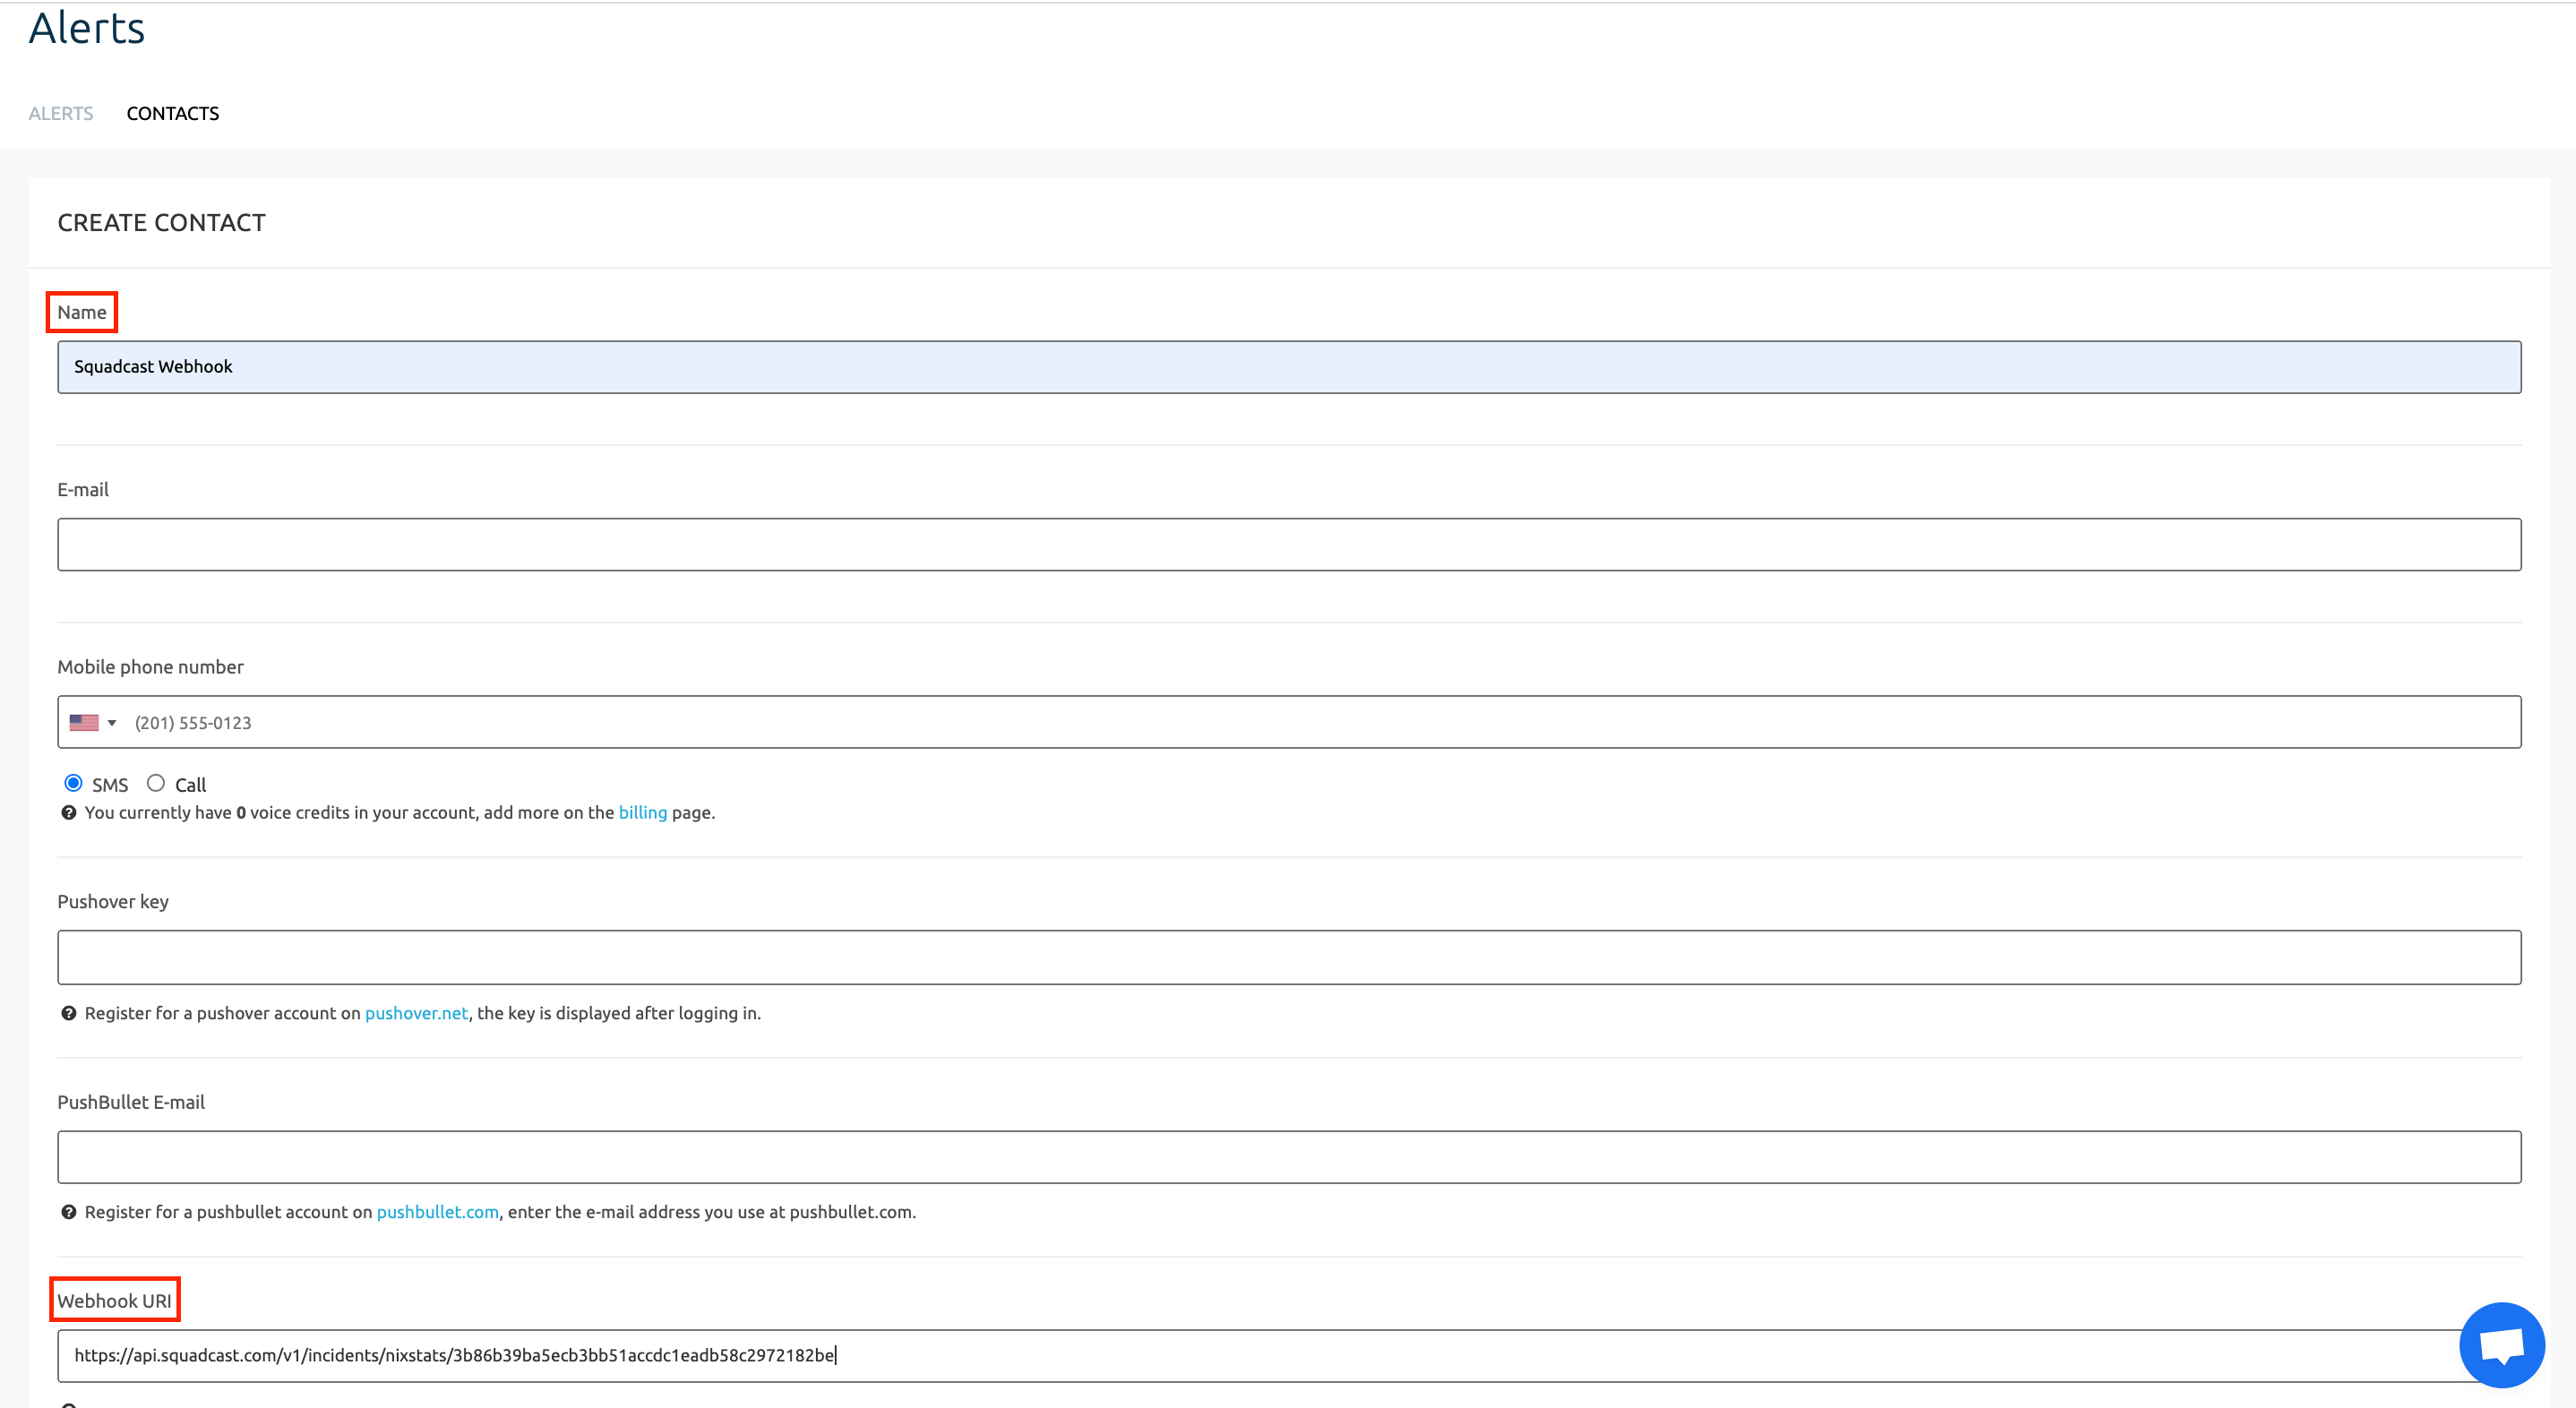 Alerts
ALERTS CONTACTS
CREATE CONTACT
Name
Squadcast Webhook
E-mail
Mobile phone number
(201) 555-0123
SMS Call
You currently have 0 voice credits in your account, add more on the billing page.
Pushover key
Register for a pushover account on pushover.net, the key is displayed after logging in.
PushBullet E-mail
Register for a pushbullet account on pushbullet.com, enter the e-mail address you use at pushbullet.com.
Webhook URI
https://api.squadcast.com/v1/incidents/nixstats/3b86b39ba5ecb3bb51accdc1eadb58c2972182be